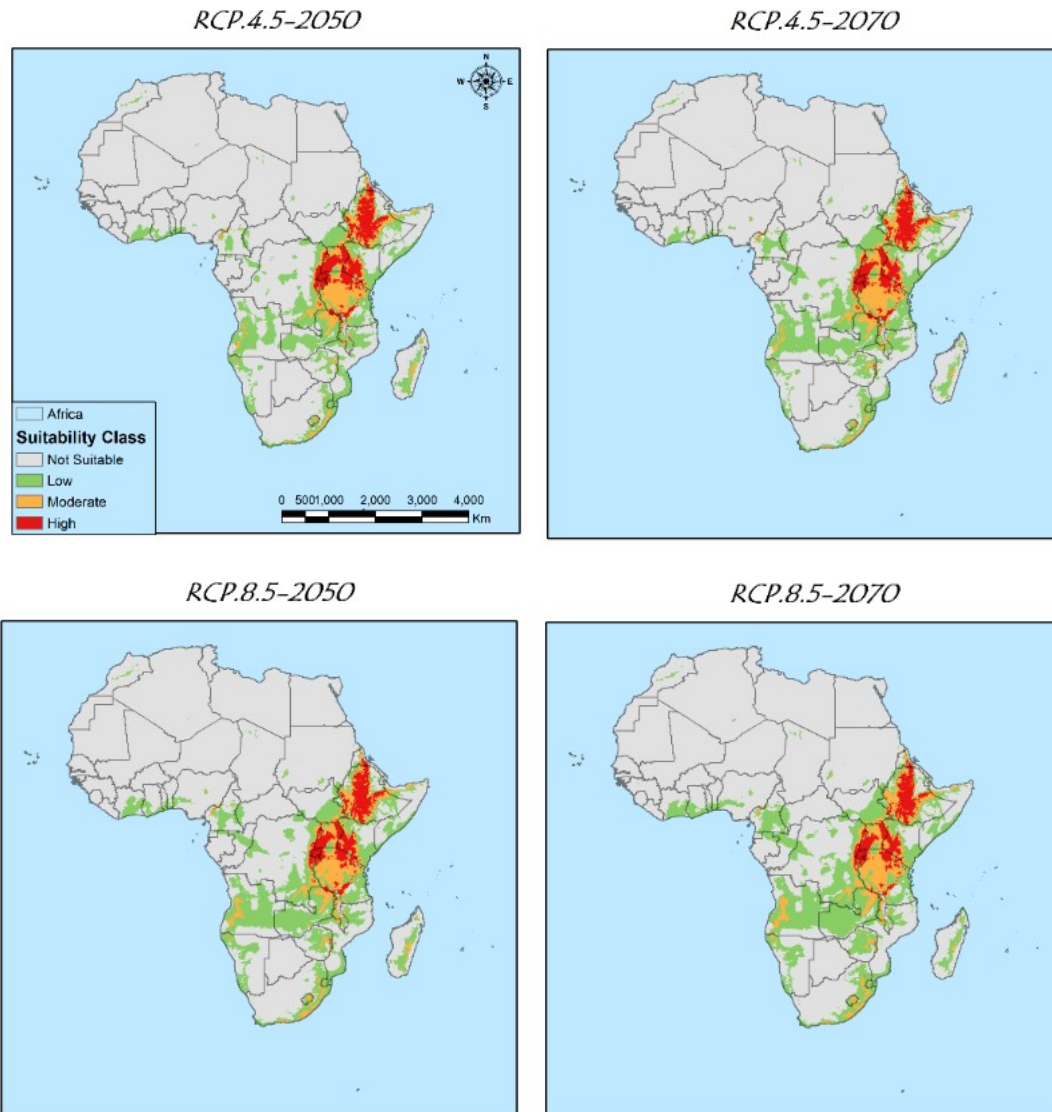 RCP.4.5-2050
RCP.4.5-2070
N
W E
S
Africa
Suitability Class
Not Suitable
Low
Moderate
High
0 5001,000 2,000 3,000 4,000
Km
RCP.8.5-2050
RCP.8.5-2070